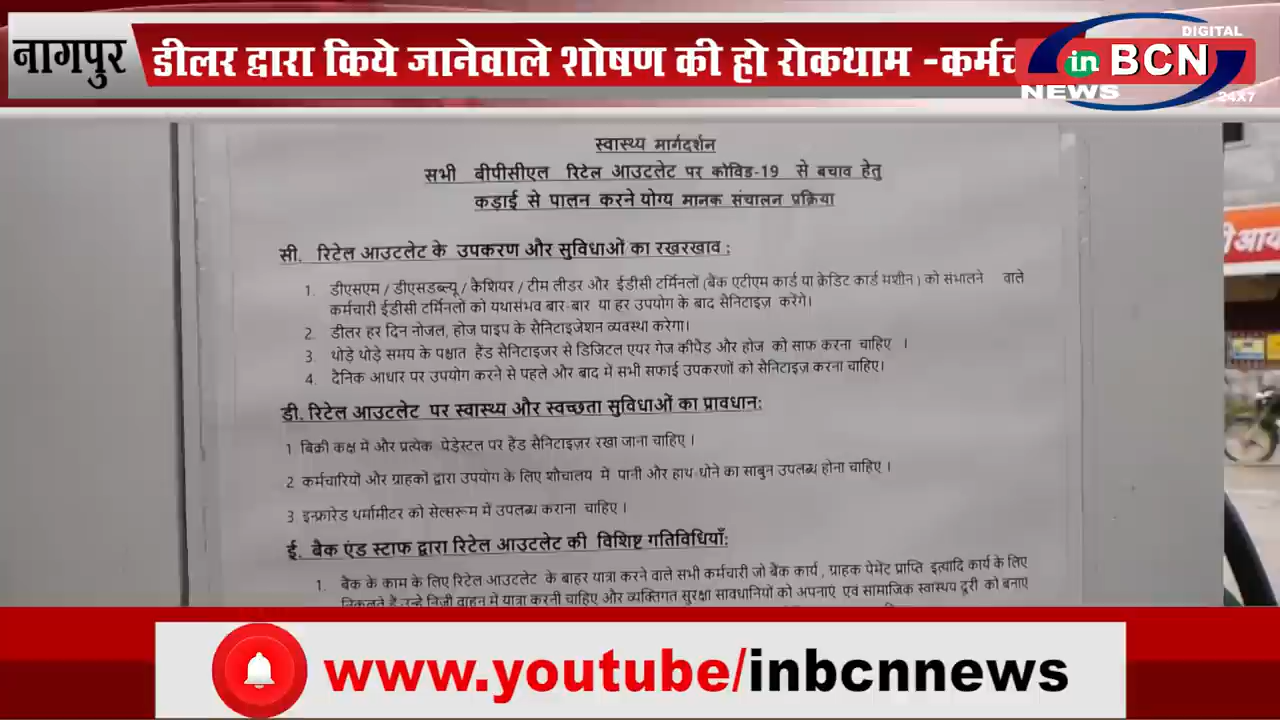 नागपुर
डीलर द्वारा किये जानेवाले शोषण की हो रोकथाम -कर्मच
DIGITAL
in BCN
NEWS
24X7
स्वास्थ्य मार्गदर्शन
सभी बीपीसीएल रिटेल आउटलेट पर कोविड-19 से बचाव हेतु
कड़ाई से पालन करने योग्य मानक संचालन प्रक्रिया
सी. रिटेल आउटलेट के उपकरण और सुविधाओं का रखरखाव :
1. डीएसएम / डीएसडब्ल्यू / कैशियर / टीम लीडर और ईडीसी टर्मिनलों (बैंक एटीएम कार्ड या क्रेडिट कार्ड मशीन ) को संभालने वाले
कर्मचारी ईडीसी टर्मिनलों को यथासंभव बार-बार या हर उपयोग के बाद सैनिटाइज़ करेंगे।
2. डीलर हर दिन नोजल, होज पाइप के सैनिटाइजेशन व्यवस्था करेगा।
3. थोड़े थोड़े समय के पश्चात हैंड सैनिटाइजर से डिजिटल एयर गेज कीपैड और होज को साफ करना चाहिए ।
4. दैनिक आधार पर उपयोग करने से पहले और बाद में सभी सफाई उपकरणों को सैनिटाइज़ करना चाहिए।
डी. रिटेल आउटलेट पर स्वास्थ्य और स्वच्छता सुविधाओं का प्रावधान:
1 बिक्री कक्ष में और प्रत्येक पेडेस्टल पर हैंड सैनिटाइज़र रखा जाना चाहिए ।
2 कर्मचारियों और ग्राहकों द्वारा उपयोग के लिए शौचालय में पानी और हाथ धोने का साबुन उपलब्ध होना चाहिए ।
3 इन्फ्रारेड थर्मामीटर को सेल्सरूम में उपलब्ध कराना चाहिए ।
ई. बैक एंड स्टाफ द्वारा रिटेल आउटलेट की विशिष्ट गतिविधियाँ:
1. बैंक के काम के लिए रिटेल आउटलेट के बाहर यात्रा करने वाले सभी कर्मचारी जो बैंक कार्य , ग्राहक पेमेंट प्राप्ति इत्यादि कार्य के लिए
निकलते हैं उन्हें निजी वाहन में यात्रा करनी चाहिए और व्यक्तिगत सुरक्षा सावधानियों को अपनाएं एवं सामाजिक स्वास्थप दूरी को बनाए
www.youtube/inbcnnews